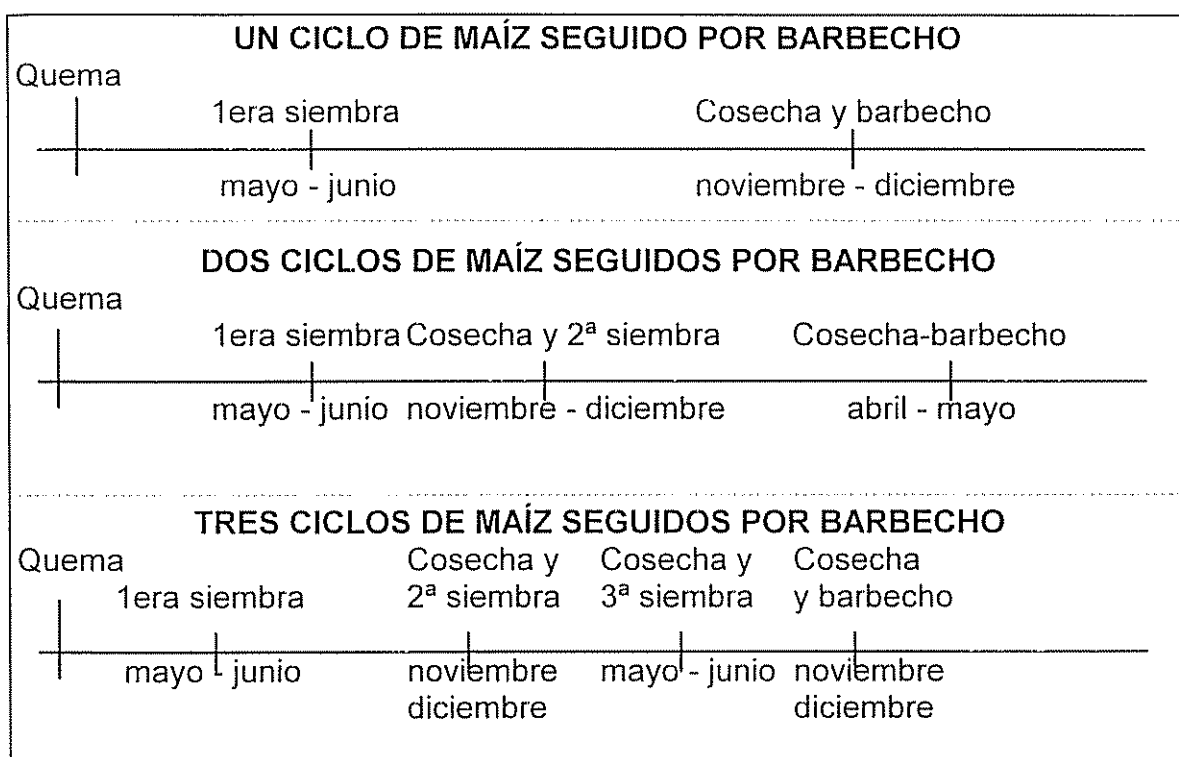 UN CICLO DE MAÍZ SEGUIDO POR BARBECHO
Quema
1era siembra
Cosecha y barbecho
mayo - junio
noviembre - diciembre
DOS CICLOS DE MAÍZ SEGUIDOS POR BARBECHO
Quema
1era siembra
Cosecha y 2ª siembra
Cosecha-barbecho
mayo - junio
noviembre - diciembre
abril - mayo
TRES CICLOS DE MAÍZ SEGUIDOS POR BARBECHO
Quema
1era siembra
Cosecha y
2ª siembra
Cosecha y
3ª siembra
Cosecha
y barbecho
mayo - junio
noviembre
diciembre
mayo - junio
noviembre
diciembre